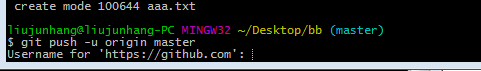 create mode 100644 aaa.txt
liujunhang@liujunhang-PC MINGW32 ~/Desktop/bb (master)
$ git push -u origin master
Username for 'https://github.com':